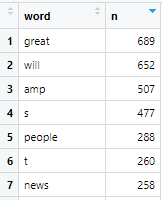 word n
1 great 689
2 will 652
3 amp 507
4 s 477
5 people 288
6 t 260
7 news 258